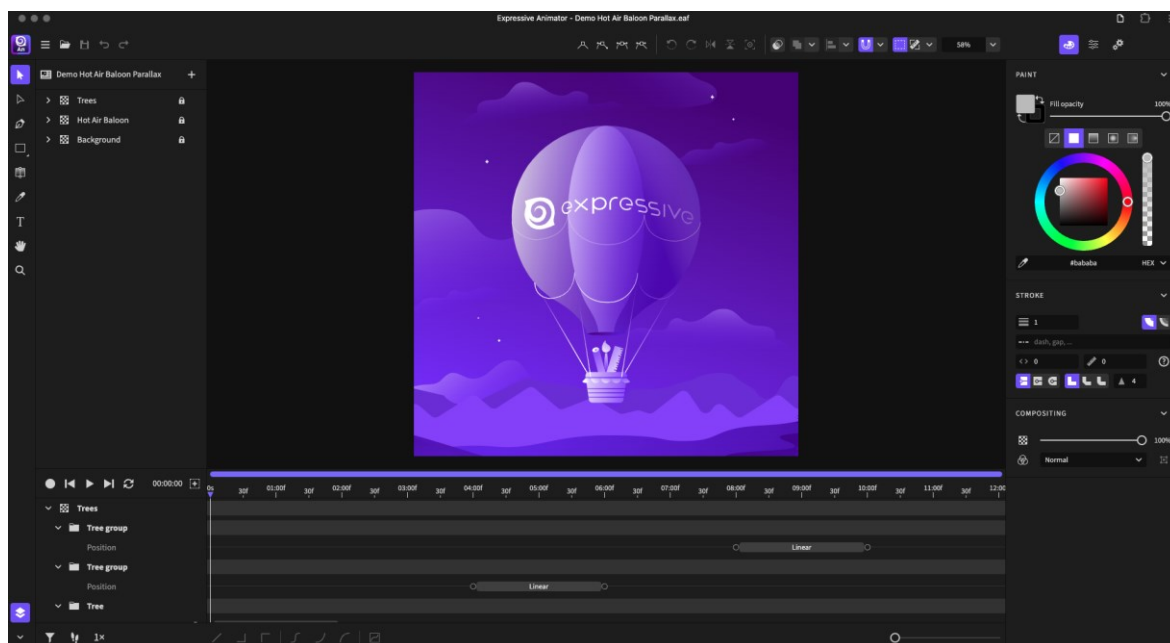 Expressive Animator - Demo Hot Air Baloon Parallax.eaf
An
58%
Demo Hot Air Baloon Parallax
Trees
Hot Air Baloon
Background
T
expressive
PAINT
Fill opacity
100%
#bababa
HEX
STROKE
1
dash, gap, ...
0
0
4
COMPOSITING
100%
Normal
00:00:00
0s 30f 01:00f 30f 02:00f 30f 03:00f 30f 04:00f 30f 05:00f 30f 06:00f 30f 07:00f 30f 08:00f 30f 09:00f 30f 10:00f 30f 11:00f 30f 12:00
Trees
Tree group
Position
Linear
Tree group
Position
Linear
Tree
1×